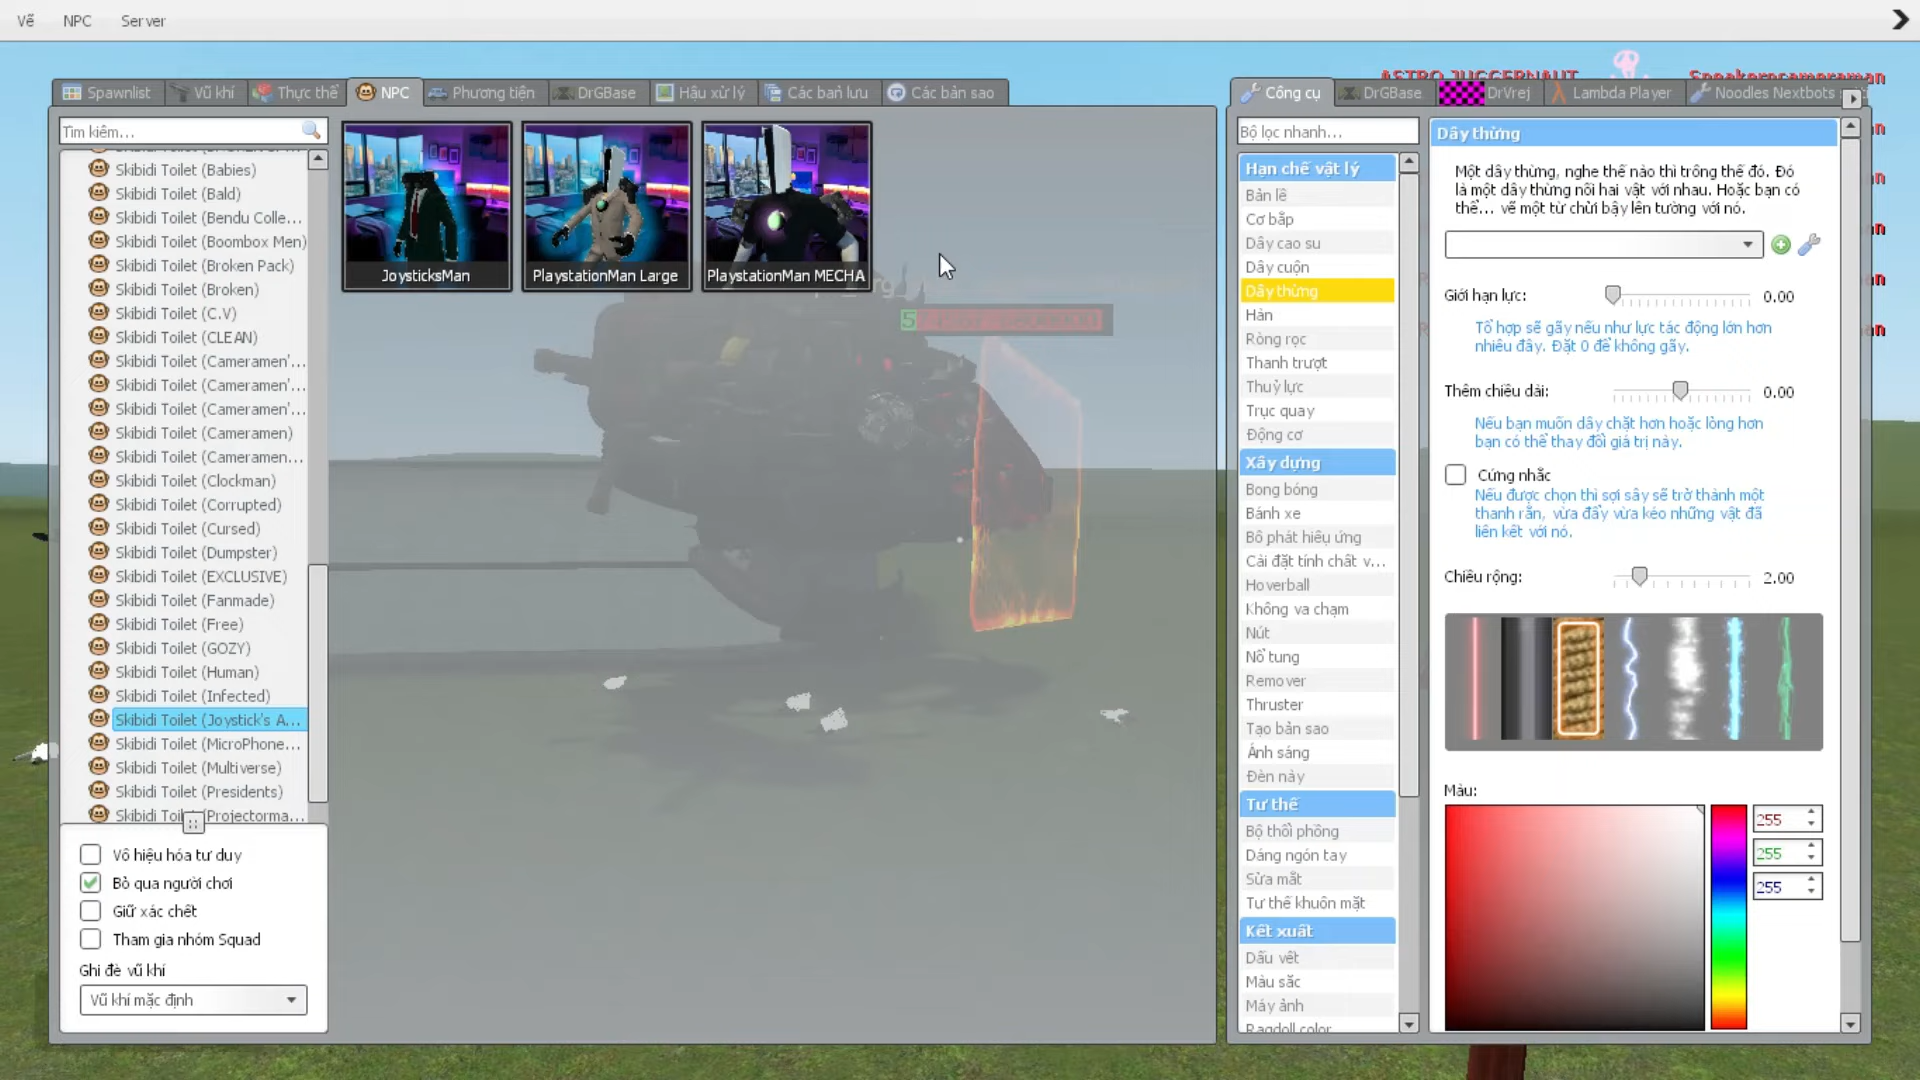 Vẽ NPC Server
ASTRO JUGGERNAUT Speakerncameraman
Spawnlist Vũ khí Thực thể NPC Phương tiện DrGBase Hậu xử lý Các bản lưu Các bản sao
Công cụ DrGBase DrVrej Lambda Player Noodles Nextbots
Tìm kiếm...
Skibidi Toilet (Babies)
Skibidi Toilet (Bald)
Skibidi Toilet (Bendu Colle...
Skibidi Toilet (Boombox Men)
Skibidi Toilet (Broken Pack)
Skibidi Toilet (Broken)
Skibidi Toilet (C.V)
Skibidi Toilet (CLEAN)
Skibidi Toilet (Cameramen'...
Skibidi Toilet (Cameramen'...
Skibidi Toilet (Cameramen'...
Skibidi Toilet (Cameramen)
Skibidi Toilet (Cameramen...
Skibidi Toilet (Clockman)
Skibidi Toilet (Corrupted)
Skibidi Toilet (Cursed)
Skibidi Toilet (Dumpster)
Skibidi Toilet (EXCLUSIVE)
Skibidi Toilet (Fanmade)
Skibidi Toilet (Free)
Skibidi Toilet (GOZY)
Skibidi Toilet (Human)
Skibidi Toilet (Infected)
Skibidi Toilet (Joystick's A...
Skibidi Toilet (MicroPhone...
Skibidi Toilet (Multiverse)
Skibidi Toilet (Presidents)
Skibidi Toilet (Projectorma...
Vô hiệu hóa tư duy
Bỏ qua người chơi
Giữ xác chết
Tham gia nhóm Squad
Ghi đè vũ khí
Vũ khí mặc định
JoysticksMan
PlaystationMan Large
PlaystationMan MECHA
Bộ lọc nhanh...
Hạn chế vật lý
Bản lề
Cơ bắp
Dây cao su
Dây cuộn
Dây thừng
Hàn
Ròng rọc
Thanh trượt
Thuỷ lực
Trục quay
Động cơ
Xây dựng
Bong bóng
Bánh xe
Bộ phát hiệu ứng
Cài đặt tính chất v...
Hoverball
Không va chạm
Nút
Nổ tung
Remover
Thruster
Tạo bản sao
Ánh sáng
Đèn này
Tư thế
Bộ thổi phồng
Dáng ngón tay
Sửa mắt
Tư thế khuôn mặt
Kết xuất
Dấu vết
Màu sắc
Máy ảnh
Ragdoll color
Dây thừng
Một dây thừng, nghe thế nào thì trông thế đó. Đó
là một dây thừng nối hai vật với nhau. Hoặc bạn có
thể... vẽ một từ chửi bậy lên tường với nó.
Giới hạn lực: 0.00
Tổ hợp sẽ gãy nếu như lực tác động lớn hơn
nhiêu đây. Đặt 0 để không gãy.
Thêm chiều dài: 0.00
Nếu bạn muốn dây chặt hơn hoặc lỏng hơn
bạn có thể thay đổi giá trị này.
Cứng nhắc
Nếu được chọn thì sợi sây sẽ trở thành một
thanh rắn, vừa đẩy vừa kéo những vật đã
liên kết với nó.
Chiều rộng: 2.00
Màu:
255
255
255